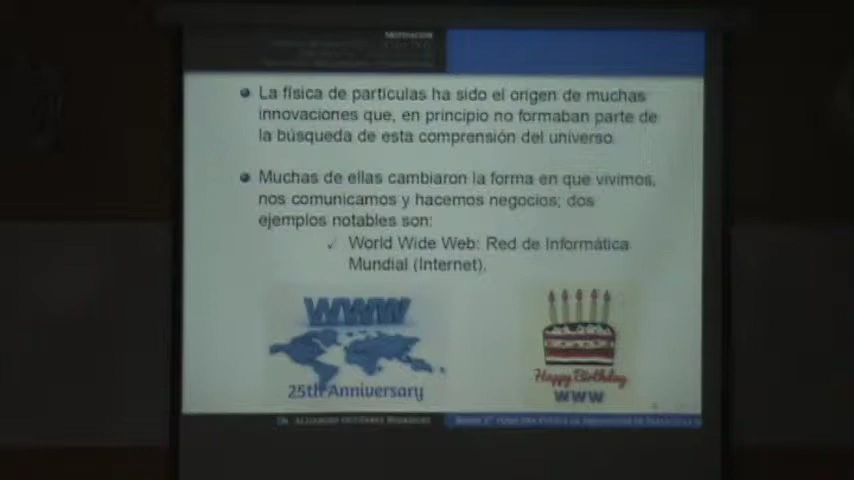 MOTIVACION
La física de partículas ha sido el origen de muchas
innovaciones que, en principio no formaban parte de
la búsqueda de esta comprensión del universo.
Muchas de ellas cambiaron la forma en que vivimos,
nos comunicamos y hacemos negocios; dos
ejemplos notables son:
✓ World Wide Web: Red de Informática
Mundial (Internet).
WWW
25th Anniversary
Happy Birthday
WWW